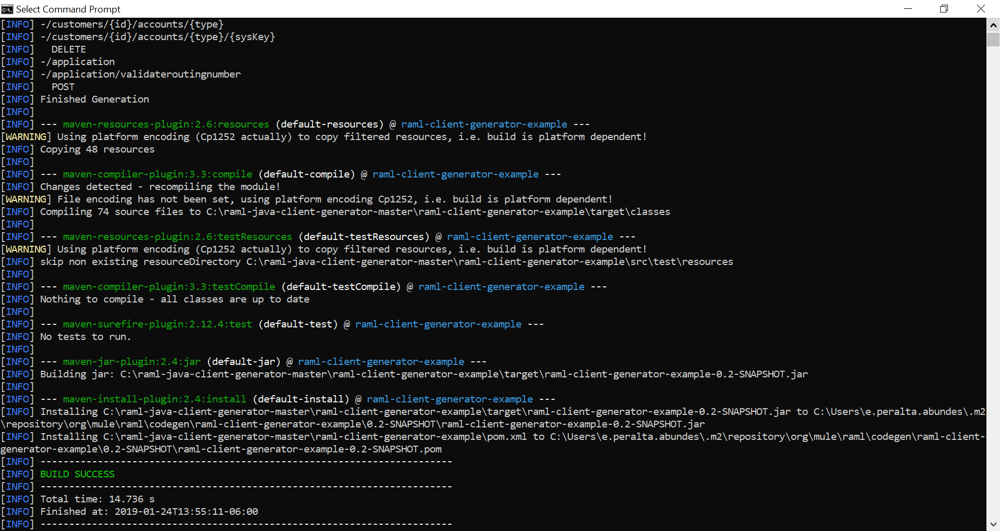 Select Command Prompt
[INFO] -/customers/{id}/accounts/{type}
[INFO] -/customers/{id}/accounts/{type}/{sysKey}
[INFO]   DELETE
[INFO] -/application
[INFO] -/application/validateroutingnumber
[INFO]   POST
[INFO] Finished Generation
[INFO]
[INFO] --- maven-resources-plugin:2.6:resources (default-resources) @ raml-client-generator-example ---
[WARNING] Using platform encoding (Cp1252 actually) to copy filtered resources, i.e. build is platform dependent!
[INFO] Copying 48 resources
[INFO]
[INFO] --- maven-compiler-plugin:3.3:compile (default-compile) @ raml-client-generator-example ---
[INFO] Changes detected - recompiling the module!
[WARNING] File encoding has not been set, using platform encoding Cp1252, i.e. build is platform dependent!
[INFO] Compiling 74 source files to C:\raml-java-client-generator-master\raml-client-generator-example\target\classes
[INFO]
[INFO] --- maven-resources-plugin:2.6:testResources (default-testResources) @ raml-client-generator-example ---
[WARNING] Using platform encoding (Cp1252 actually) to copy filtered resources, i.e. build is platform dependent!
[INFO] skip non existing resourceDirectory C:\raml-java-client-generator-master\raml-client-generator-example\src\test\resources
[INFO]
[INFO] --- maven-compiler-plugin:3.3:testCompile (default-testCompile) @ raml-client-generator-example ---
[INFO] Nothing to compile - all classes are up to date
[INFO]
[INFO] --- maven-surefire-plugin:2.12.4:test (default-test) @ raml-client-generator-example ---
[INFO] No tests to run.
[INFO]
[INFO] --- maven-jar-plugin:2.4:jar (default-jar) @ raml-client-generator-example ---
[INFO] Building jar: C:\raml-java-client-generator-master\raml-client-generator-example\target\raml-client-generator-example-0.2-SNAPSHOT.jar
[INFO]
[INFO] --- maven-install-plugin:2.4:install (default-install) @ raml-client-generator-example ---
[INFO] Installing C:\raml-java-client-generator-master\raml-client-generator-example\target\raml-client-generator-example-0.2-SNAPSHOT.jar to C:\Users\e.peralta.abundes\.m2
\repository\org\mule\raml\codegen\raml-client-generator-example\0.2-SNAPSHOT\raml-client-generator-example-0.2-SNAPSHOT.jar
[INFO] Installing C:\raml-java-client-generator-master\raml-client-generator-example\pom.xml to C:\Users\e.peralta.abundes\.m2\repository\org\mule\raml\codegen\raml-client-
generator-example\0.2-SNAPSHOT\raml-client-generator-example-0.2-SNAPSHOT.pom
[INFO] ------------------------------------------------------------------------
[INFO] BUILD SUCCESS
[INFO] ------------------------------------------------------------------------
[INFO] Total time: 14.736 s
[INFO] Finished at: 2019-01-24T13:55:11-06:00
[INFO] ------------------------------------------------------------------------